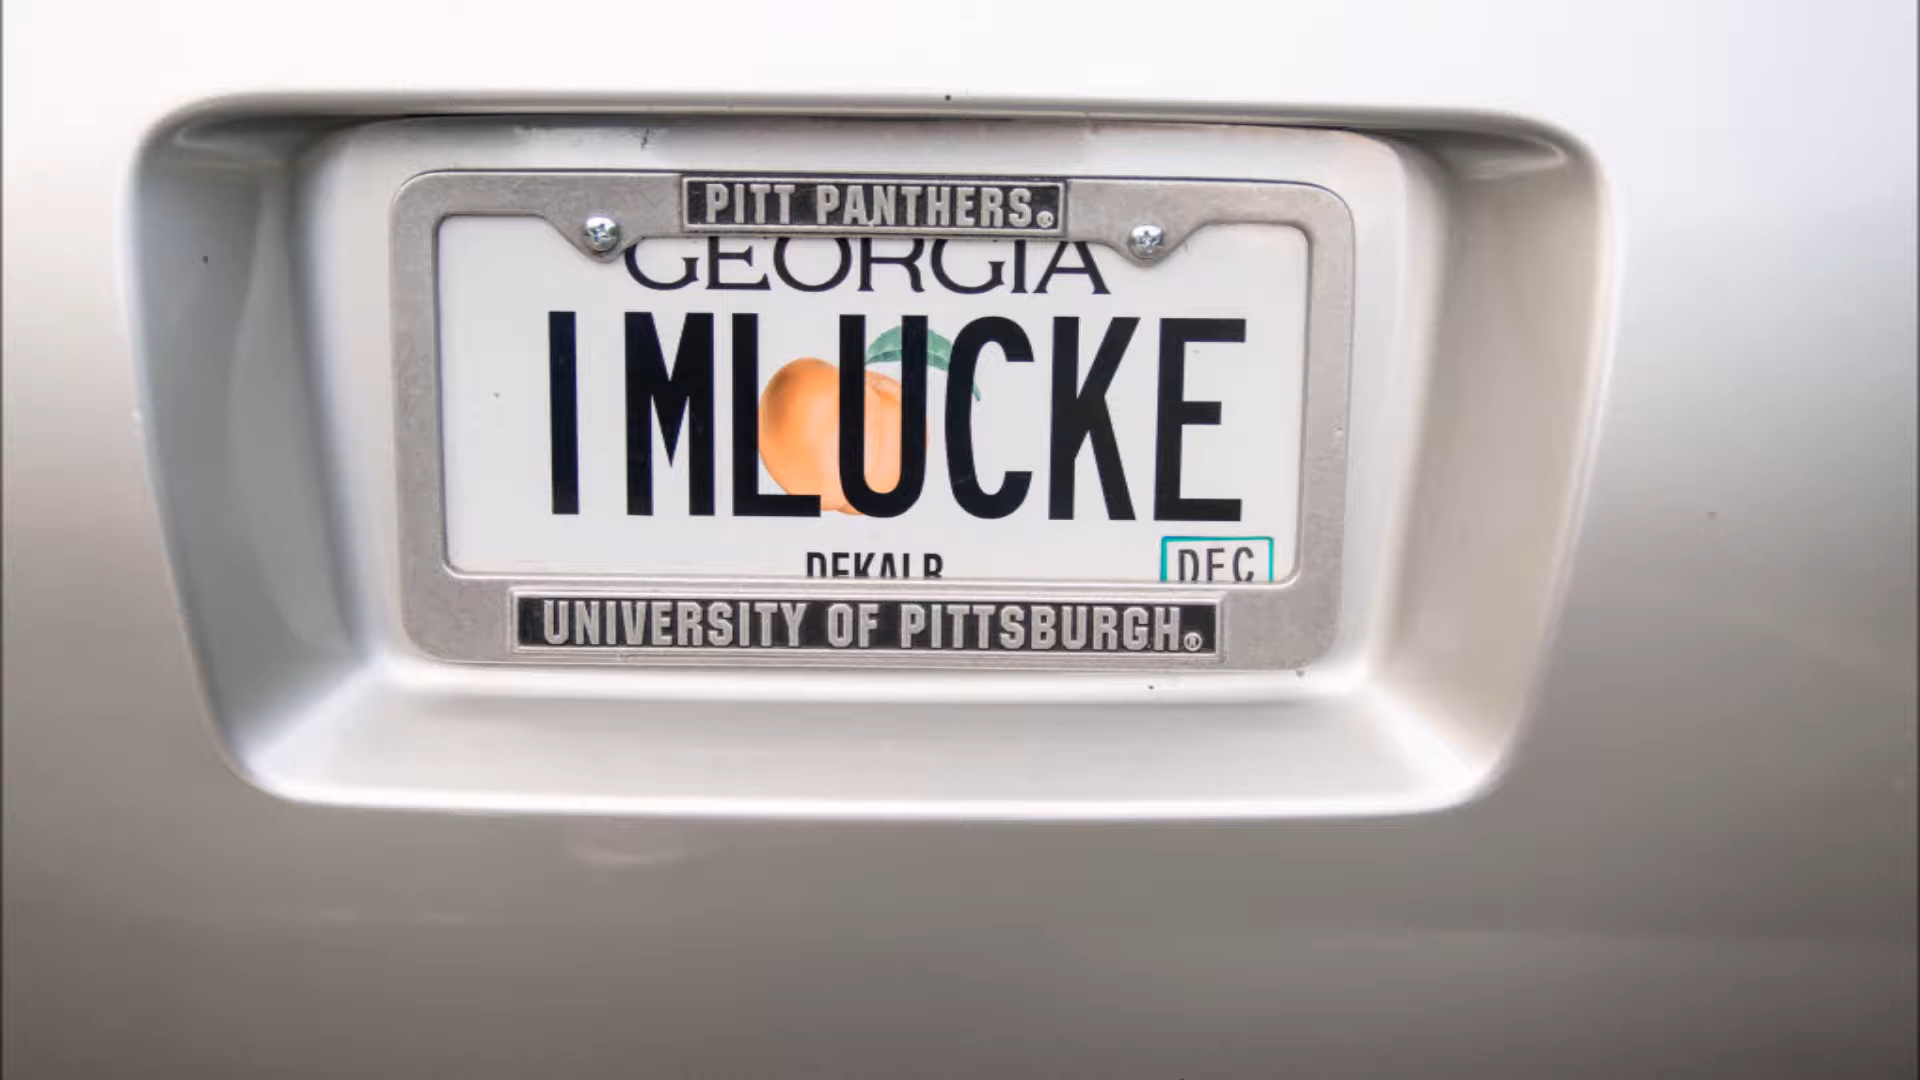 PITT PANTHERS®
GEORGIA
IMLUCKE
DEKALB
DEC
UNIVERSITY OF PITTSBURGH®